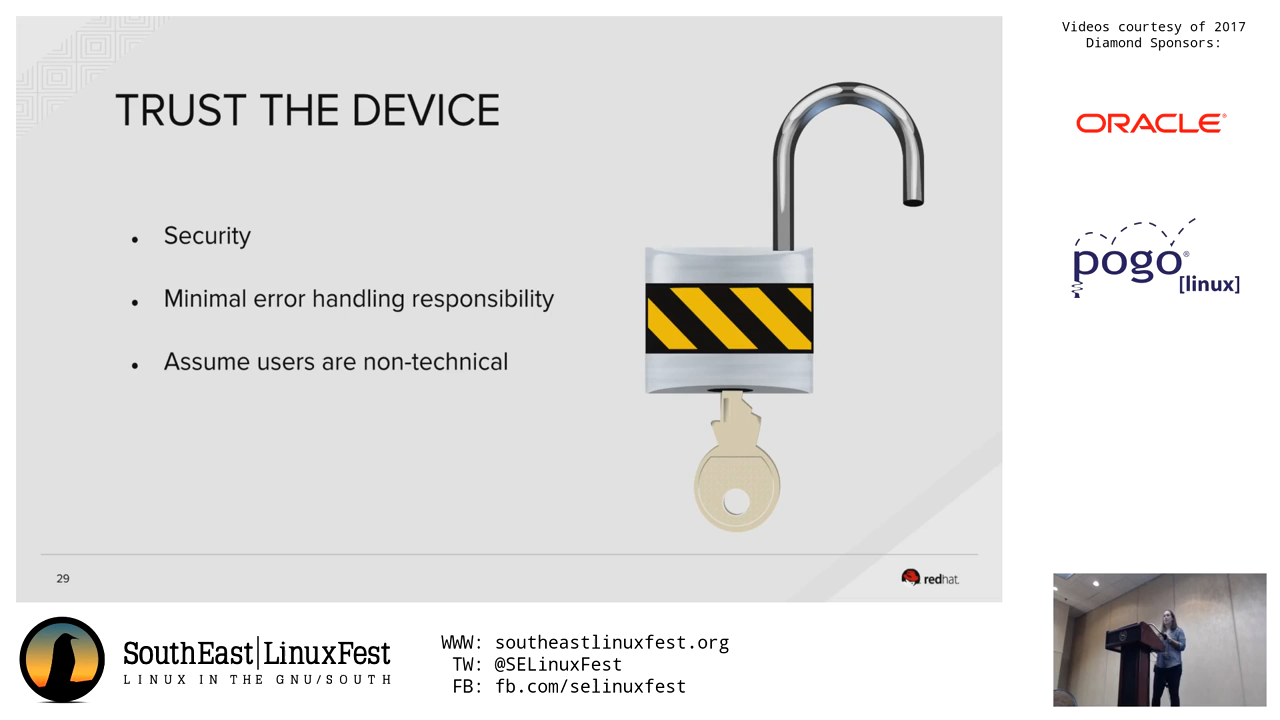 Videos courtesy of 2017
Diamond Sponsors:
ORACLE®
pogo®
[linux]
TRUST THE DEVICE
• Security
• Minimal error handling responsibility
• Assume users are non-technical
29
redhat.
SouthEast|LinuxFest
LINUX IN THE GNU/SOUTH
WWW: southeastlinuxfest.org
TW: @SELinuxFest
FB: fb.com/selinuxfest